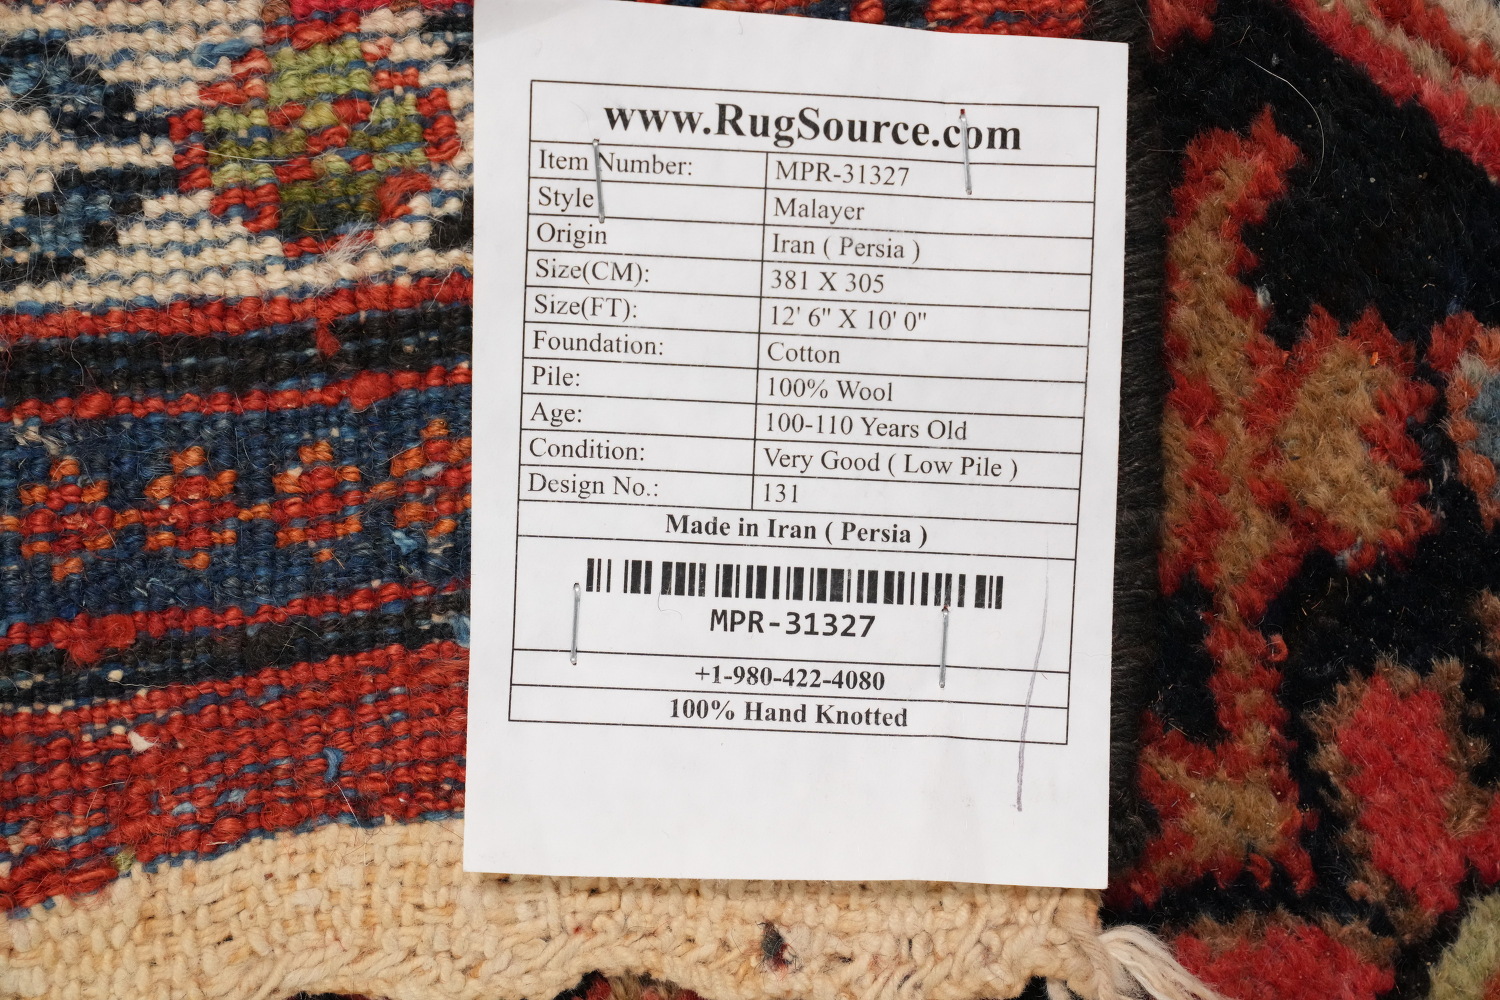 www.RugSource.com
Item Number: MPR-31327
Style Malayer
Origin Iran ( Persia )
Size(CM): 381 X 305
Size(FT): 12' 6" X 10' 0"
Foundation: Cotton
Pile: 100% Wool
Age: 100-110 Years Old
Condition: Very Good ( Low Pile )
Design No.: 131
Made in Iran ( Persia )
MPR-31327
+1-980-422-4080
100% Hand Knotted